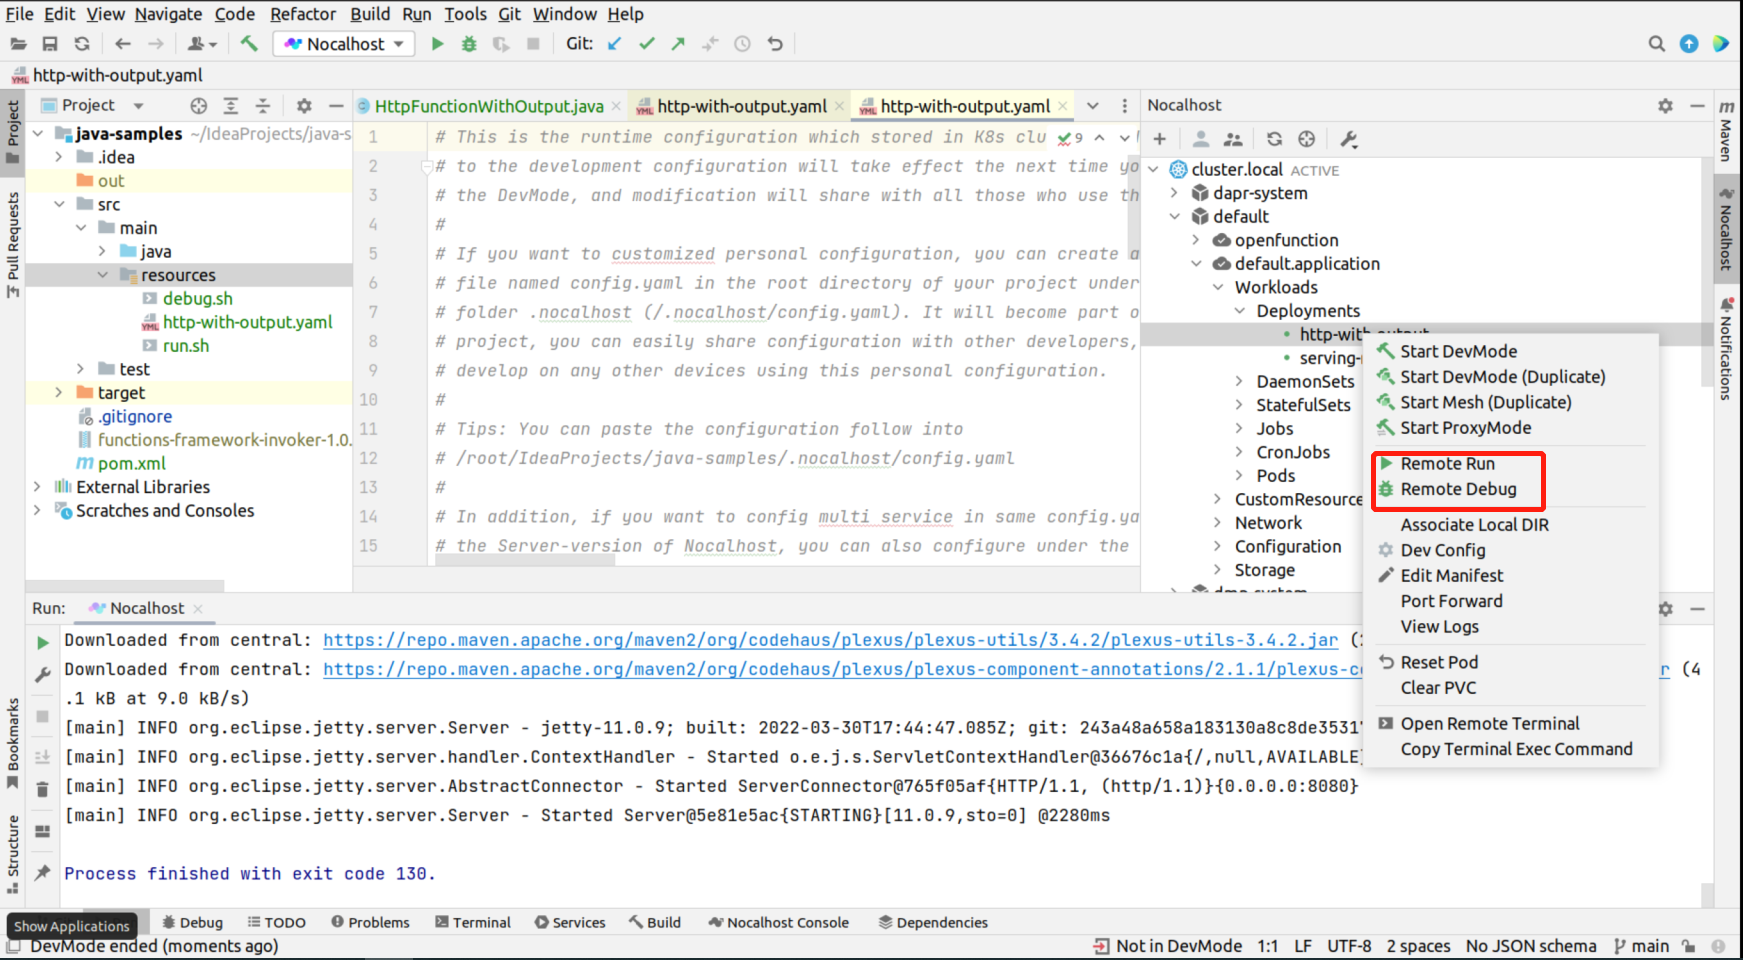 File Edit View Navigate Code Refactor Build Run Tools Git Window Help
Nocalhost Git:
http-with-output.yaml
Project
HttpFunctionWithOutput.java
http-with-output.yaml
http-with-output.yaml
Nocalhost
java-samples ~/IdeaProjects/java-s
.idea
out
src
main
java
resources
debug.sh
http-with-output.yaml
run.sh
test
target
.gitignore
functions-framework-invoker-1.0.
pom.xml
External Libraries
Scratches and Consoles
1 # This is the runtime configuration which stored in K8s clu 9
2 # to the development configuration will take effect the next time yo
3 # the DevMode, and modification will share with all those who use th
4 #
5 # If you want to customized personal configuration, you can create a
6 # file named config.yaml in the root directory of your project under
7 # folder .nocalhost (/.nocalhost/config.yaml). It will become part o
8 # project, you can easily share configuration with other developers,
9 # develop on any other devices using this personal configuration.
10 #
11 # Tips: You can paste the configuration follow into
12 # /root/IdeaProjects/java-samples/.nocalhost/config.yaml
13 #
14 # In addition, if you want to config multi service in same config.ya
15 # the Server-version of Nocalhost, you can also configure under the
cluster.local ACTIVE
dapr-system
default
openfunction
default.application
Workloads
Deployments
http-with-output
serving-
DaemonSets
StatefulSets
Jobs
CronJobs
Pods
CustomResource
Network
Configuration
Storage
Start DevMode
Start DevMode (Duplicate)
Start Mesh (Duplicate)
Start ProxyMode
Remote Run
Remote Debug
Associate Local DIR
Dev Config
Edit Manifest
Port Forward
View Logs
Reset Pod
Clear PVC
Open Remote Terminal
Copy Terminal Exec Command
Project
Pull Requests
Bookmarks
Structure
m Maven
Nocalhost
Notifications
Run: Nocalhost
Downloaded from central: https://repo.maven.apache.org/maven2/org/codehaus/plexus/plexus-utils/3.4.2/plexus-utils-3.4.2.jar
Downloaded from central: https://repo.maven.apache.org/maven2/org/codehaus/plexus/plexus-component-annotations/2.1.1/plexus-c r (4
.1 kB at 9.0 kB/s)
[main] INFO org.eclipse.jetty.server.Server - jetty-11.0.9; built: 2022-03-30T17:44:47.085Z; git: 243a48a658a183130a8c8de3531
[main] INFO org.eclipse.jetty.server.handler.ContextHandler - Started o.e.j.s.ServletContextHandler@36676c1a{/,null,AVAILABLE}
[main] INFO org.eclipse.jetty.server.AbstractConnector - Started ServerConnector@765f05af{HTTP/1.1, (http/1.1)}{0.0.0.0:8080}
[main] INFO org.eclipse.jetty.server.Server - Started Server@5e81e5ac{STARTING}[11.0.9,sto=0] @2280ms
Process finished with exit code 130.
Show Applications
Debug TODO Problems Terminal Services Build Nocalhost Console Dependencies
DevMode ended (moments ago)
Not in DevMode 1:1 LF UTF-8 2 spaces No JSON schema main